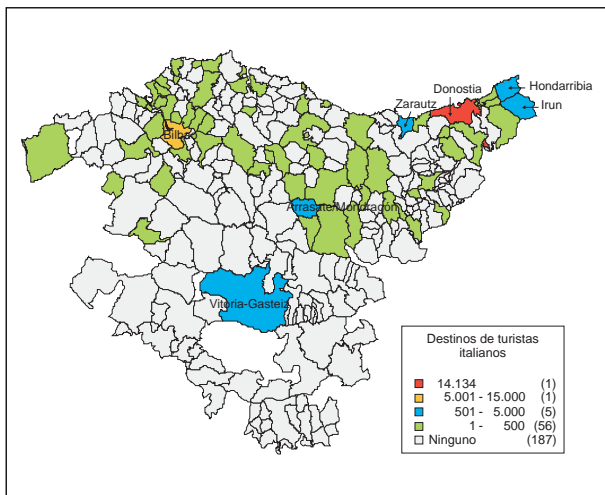 Donostia
Hondarribia
Zarautz
Irun
Bilbao
Arrasate/Mondragón
Vitoria-Gasteiz
Destinos de turistas
italianos
14.134 (1)
5.001 - 15.000 (1)
501 - 5.000 (5)
1 - 500 (56)
Ninguno (187)